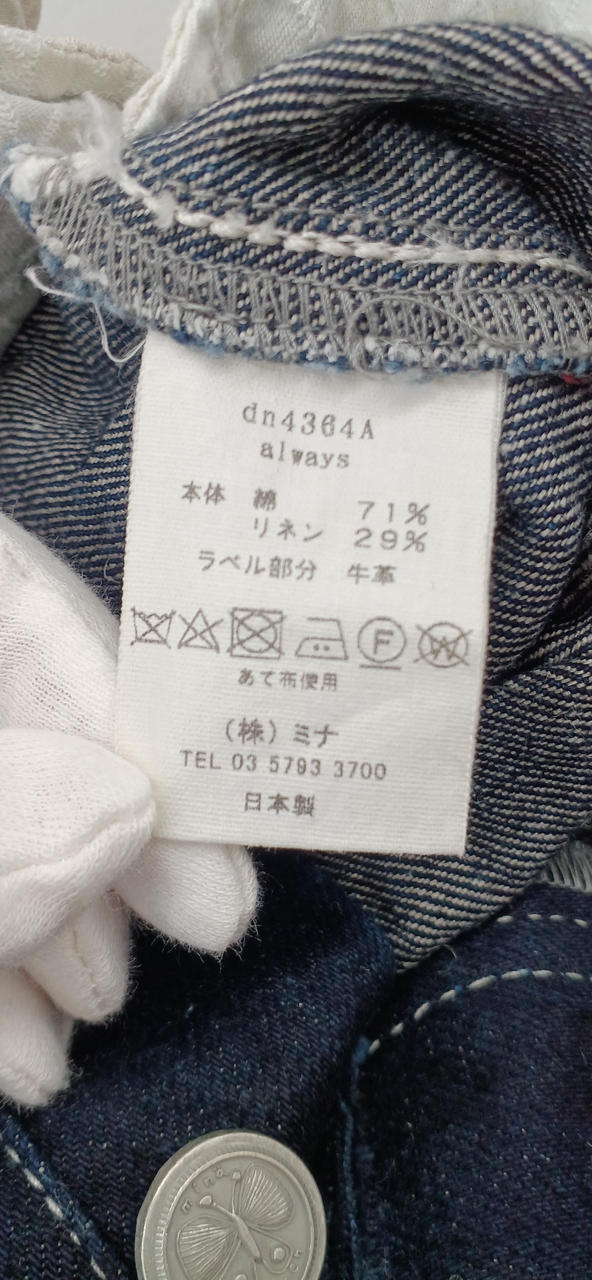 dn4364A
always
本体 綿 71%
リネン 29%
ラベル部分 牛革
F W
あて布使用
(株)ミナ
TEL 03 5793 3700
日本製